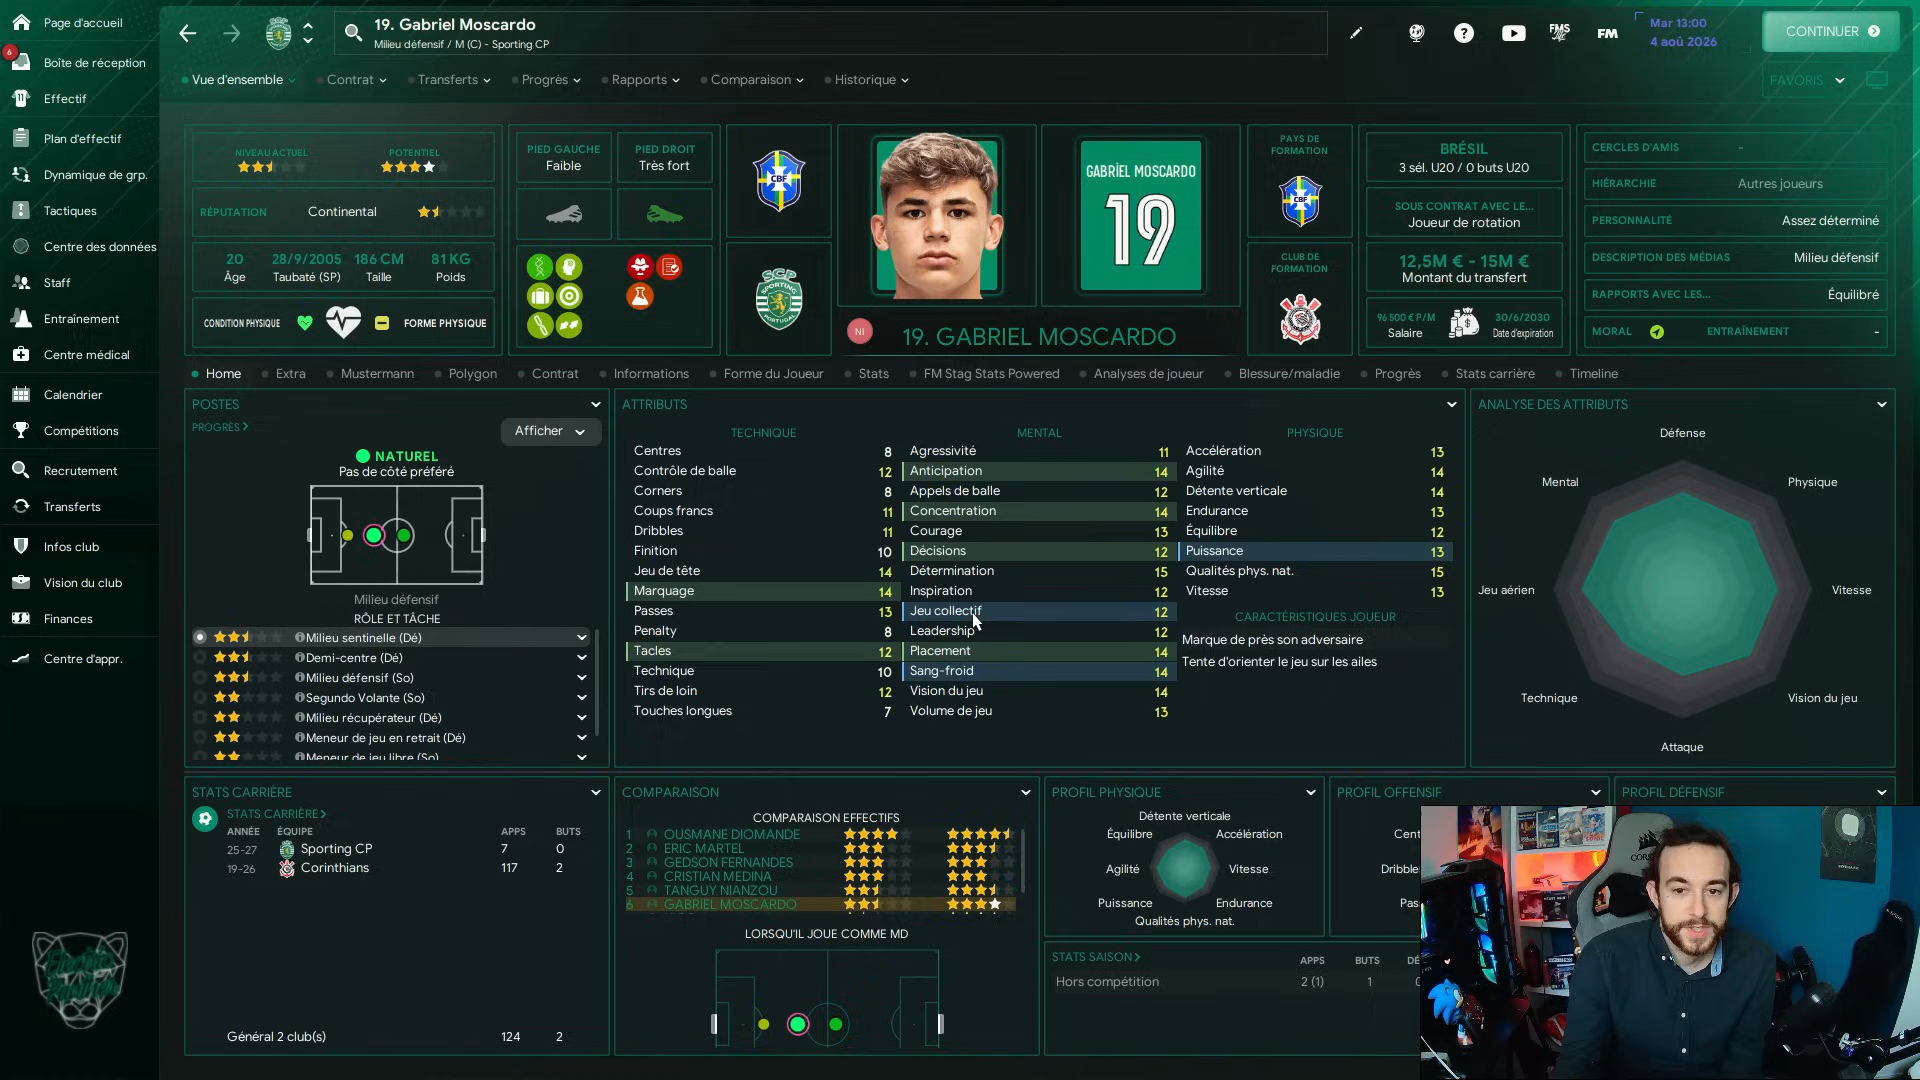 Page d'accueil
6
Boîte de réception
Effectif
Plan d'effectif
Dynamique de grp.
Tactiques
Centre des données
Staff
Entraînement
Centre médical
Calendrier
Compétitions
Recrutement
Transferts
Infos club
Vision du club
Finances
Centre d'appr.
19. Gabriel Moscardo
Milieu défensif / M (C) - Sporting CP
FMS
FM
Mar 13:00
4 aoû 2026
CONTINUER
Vue d'ensemble
Contrat
Transferts
Progrès
Rapports
Comparaison
Historique
FAVORIS
NIVEAU ACTUEL
POTENTIEL
RÉPUTATION
Continental
20
Âge
28/9/2005
Taubaté (SP)
186 CM
Taille
81 KG
Poids
CONDITION PHYSIQUE
FORME PHYSIQUE
PIED GAUCHE
Faible
PIED DROIT
Très fort
CBF
SCP
SPORTING
PORTUGAL
GABRIEL MOSCARDO
19
NI
19. GABRIEL MOSCARDO
PAYS DE FORMATION
CBF
CLUB DE FORMATION
BRÉSIL
3 sél. U20 / 0 buts U20
SOUS CONTRAT AVEC LE...
Joueur de rotation
12,5M € - 15M €
Montant du transfert
96 500 € P/M
Salaire
30/6/2030
Date d'expiration
CERCLES D'AMIS -
HIÉRARCHIE Autres joueurs
PERSONNALITÉ Assez déterminé
DESCRIPTION DES MÉDIAS Milieu défensif
RAPPORTS AVEC LES... Équilibré
MORAL ENTRAÎNEMENT -
Home
Extra
Mustermann
Polygon
Contrat
Informations
Forme du Joueur
Stats
FM Stag Stats Powered
Analyses de joueur
Blessure/maladie
Progrès
Stats carrière
Timeline
POSTES
PROGRÈS >
Afficher
NATUREL
Pas de côté préféré
Milieu défensif
RÔLE ET TÂCHE
Milieu sentinelle (Dé)
Demi-centre (Dé)
Milieu défensif (So)
Segundo Volante (So)
Milieu récupérateur (Dé)
Meneur de jeu en retrait (Dé)
Meneur de jeu libre (So)
ATTRIBUTS
TECHNIQUE
Centres 8
Contrôle de balle 12
Corners 8
Coups francs 11
Dribbles 11
Finition 10
Jeu de tête 14
Marquage 14
Passes 13
Penalty 8
Tacles 12
Technique 10
Tirs de loin 12
Touches longues 7
MENTAL
Agressivité 11
Anticipation 14
Appels de balle 12
Concentration 14
Courage 13
Décisions 12
Détermination 15
Inspiration 12
Jeu collectif 12
Leadership 12
Placement 14
Sang-froid 14
Vision du jeu 14
Volume de jeu 13
PHYSIQUE
Accélération 13
Agilité 14
Détente verticale 14
Endurance 13
Équilibre 12
Puissance 13
Qualités phys. nat. 15
Vitesse 13
CARACTÉRISTIQUES JOUEUR
Marque de près son adversaire
Tente d'orienter le jeu sur les ailes
ANALYSE DES ATTRIBUTS
Défense
Mental
Physique
Jeu aérien
Vitesse
Technique
Vision du jeu
Attaque
STATS CARRIÈRE
STATS CARRIÈRE >
ANNÉE ÉQUIPE APPS BUTS
25-27 Sporting CP 7 0
19-26 Corinthians 117 2
Général 2 club(s) 124 2
COMPARAISON
COMPARAISON EFFECTIFS
1 OUSMANE DIOMANDE
2 ERIC MARTEL
3 GEDSON FERNANDES
4 CRISTIAN MEDINA
5 TANGUY NIANZOU
6 GABRIEL MOSCARDO
LORSQU'IL JOUE COMME MD
PROFIL PHYSIQUE
Détente verticale
Équilibre
Accélération
Agilité
Vitesse
Puissance
Endurance
Qualités phys. nat.
STATS SAISON >
APPS BUTS
Hors compétition 2 (1) 1
PROFIL OFFENSIF
Cent
Dribble
Pas
PROFIL DÉFENSIF
CORS